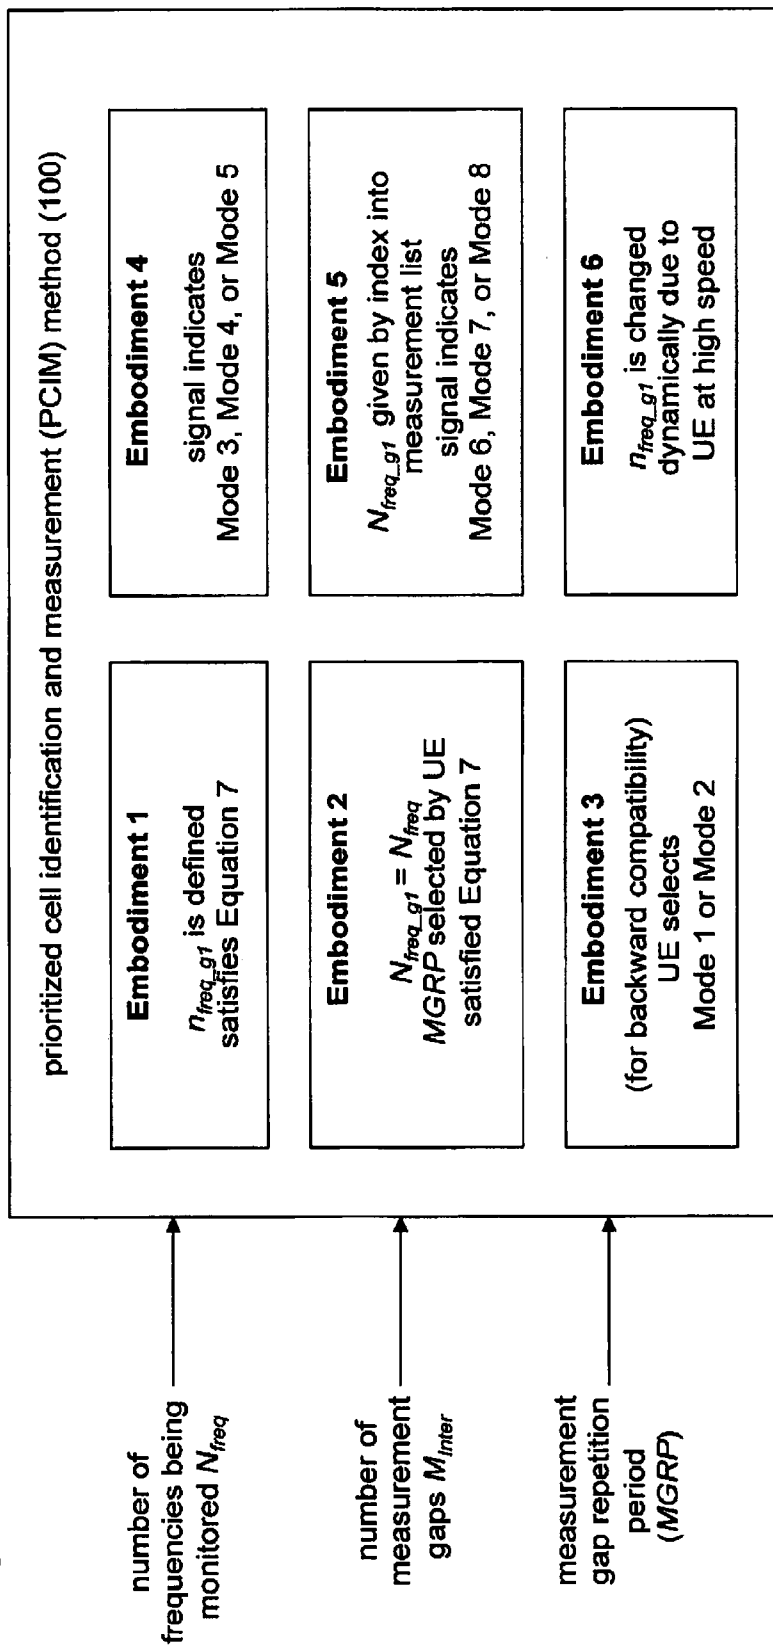 prioritized cell identification and measurement (PCIM) method (100)
number of
frequencies being
monitored N_freq
number of
measurement
gaps M_Inter
measurement
gap repetition
period
(MGRP)
Embodiment 1
n_freq_g1 is defined
satisfies Equation 7
Embodiment 2
N_freq_g1 = N_freq
MGRP selected by UE
satisfied Equation 7
Embodiment 3
(for backward compatibility)
UE selects
Mode 1 or Mode 2
Embodiment 4
signal indicates
Mode 3, Mode 4, or Mode 5
Embodiment 5
N_freq_g1 given by index into
measurement list
signal indicates
Mode 6, Mode 7, or Mode 8
Embodiment 6
n_freq_g1 is changed
dynamically due to
UE at high speed